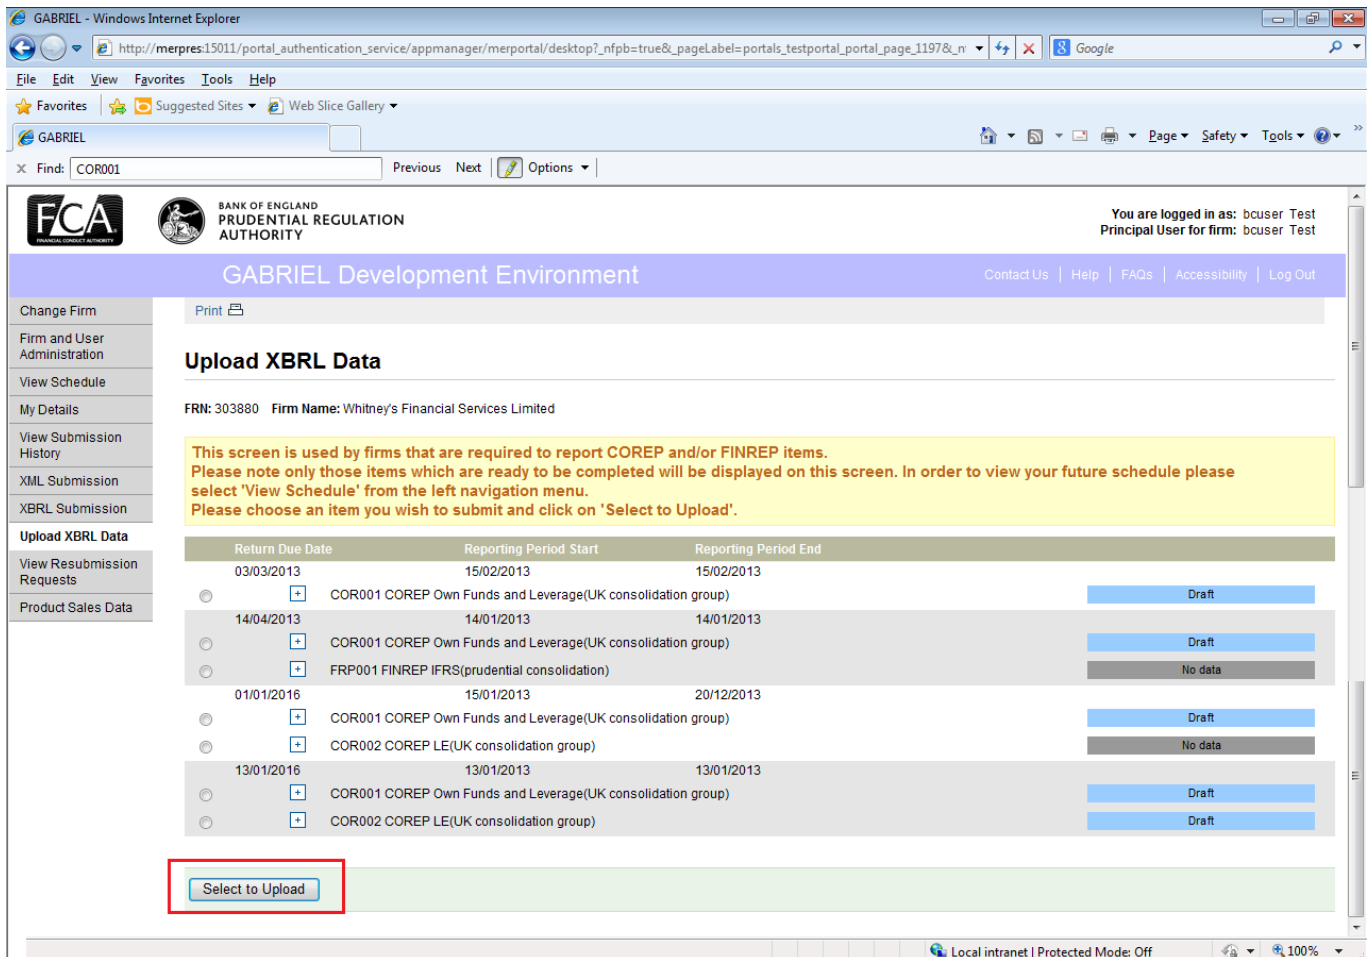 GABRIEL - Windows Internet Explorer
http://merpres:15011/portal_authentication_service/appmanager/merportal/desktop?_nfpb=true&_pageLabel=portals_testportal_portal_page_1197&_n
Google
File Edit View Favorites Tools Help
Favorites Suggested Sites Web Slice Gallery
GABRIEL Page Safety Tools
x Find: COR001 Previous Next Options
FCA
FINANCIAL CONDUCT AUTHORITY
BANK OF ENGLAND
PRUDENTIAL REGULATION
AUTHORITY
You are logged in as: bcuser Test
Principal User for firm: bcuser Test
GABRIEL Development Environment
Contact Us | Help | FAQs | Accessibility | Log Out
Change Firm
Firm and User
Administration
View Schedule
My Details
View Submission
History
XML Submission
XBRL Submission
Upload XBRL Data
View Resubmission
Requests
Product Sales Data
Print
Upload XBRL Data
FRN: 303880 Firm Name: Whitney's Financial Services Limited
This screen is used by firms that are required to report COREP and/or FINREP items.
Please note only those items which are ready to be completed will be displayed on this screen. In order to view your future schedule please
select 'View Schedule' from the left navigation menu.
Please choose an item you wish to submit and click on 'Select to Upload'.
Return Due Date Reporting Period Start Reporting Period End
03/03/2013 15/02/2013 15/02/2013
COR001 COREP Own Funds and Leverage(UK consolidation group) Draft
14/04/2013 14/01/2013 14/01/2013
COR001 COREP Own Funds and Leverage(UK consolidation group) Draft
FRP001 FINREP IFRS(prudential consolidation) No data
01/01/2016 15/01/2013 20/12/2013
COR001 COREP Own Funds and Leverage(UK consolidation group) Draft
COR002 COREP LE(UK consolidation group) No data
13/01/2016 13/01/2013 13/01/2013
COR001 COREP Own Funds and Leverage(UK consolidation group) Draft
COR002 COREP LE(UK consolidation group) Draft
Select to Upload
Local intranet | Protected Mode: Off 100%